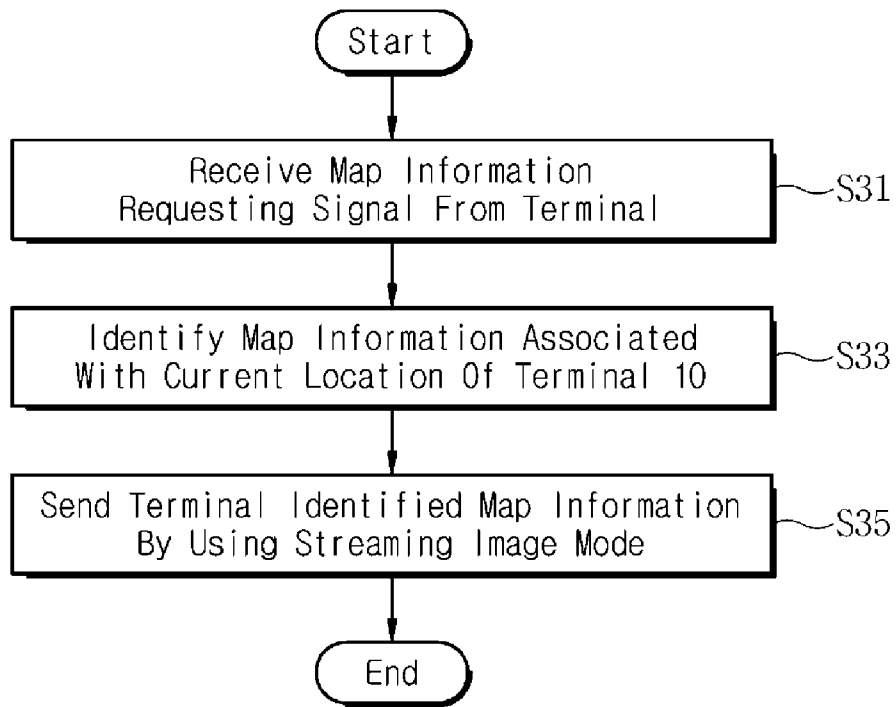 Start
Receive Map Information
Requesting Signal From Terminal
S31
Identify Map Information Associated
With Current Location Of Terminal 10
S33
Send Terminal Identified Map Information
By Using Streaming Image Mode
S35
End